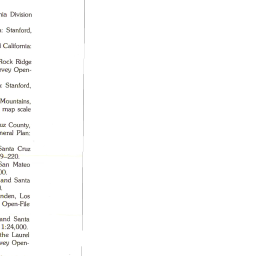 nia Division
: Stanford,
l California:
Rock Ridge
rvey Open-
: Stanford,
Mountains,
map scale
uz County,
neral Plan:
Santa Cruz
9–220.
San Mateo
00.
and Santa
).
nden, Los
Open-File
and Santa
1:24,000.
the Laurel
vey Open-